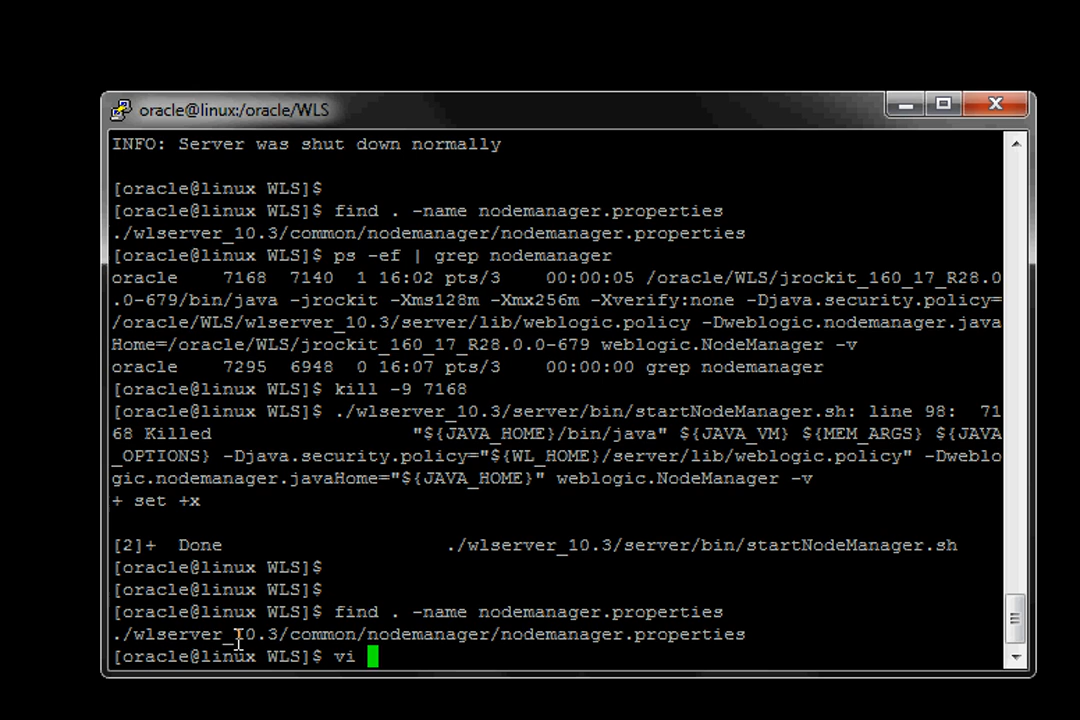 oracle@linux:/oracle/WLS
INFO: Server was shut down normally
[oracle@linux WLS]$
[oracle@linux WLS]$ find . -name nodemanager.properties
./wlserver_10.3/common/nodemanager/nodemanager.properties
[oracle@linux WLS]$ ps -ef | grep nodemanager
oracle    7168  7140  1 16:02 pts/3    00:00:05 /oracle/WLS/jrockit_160_17_R28.0
.0-679/bin/java -jrockit -Xms128m -Xmx256m -Xverify:none -Djava.security.policy=
/oracle/WLS/wlserver_10.3/server/lib/weblogic.policy -Dweblogic.nodemanager.java
Home=/oracle/WLS/jrockit_160_17_R28.0.0-679 weblogic.NodeManager -v
oracle    7295  6948  0 16:07 pts/3    00:00:00 grep nodemanager
[oracle@linux WLS]$ kill -9 7168
[oracle@linux WLS]$ ./wlserver_10.3/server/bin/startNodeManager.sh: line 98:  71
68 Killed                  "${JAVA_HOME}/bin/java" ${JAVA_VM} ${MEM_ARGS} ${JAVA
_OPTIONS} -Djava.security.policy="${WL_HOME}/server/lib/weblogic.policy" -Dweblo
gic.nodemanager.javaHome="${JAVA_HOME}" weblogic.NodeManager -v
+ set +x
[2]+  Done                    ./wlserver_10.3/server/bin/startNodeManager.sh
[oracle@linux WLS]$
[oracle@linux WLS]$
[oracle@linux WLS]$ find . -name nodemanager.properties
./wlserver_10.3/common/nodemanager/nodemanager.properties
[oracle@linux WLS]$ vi